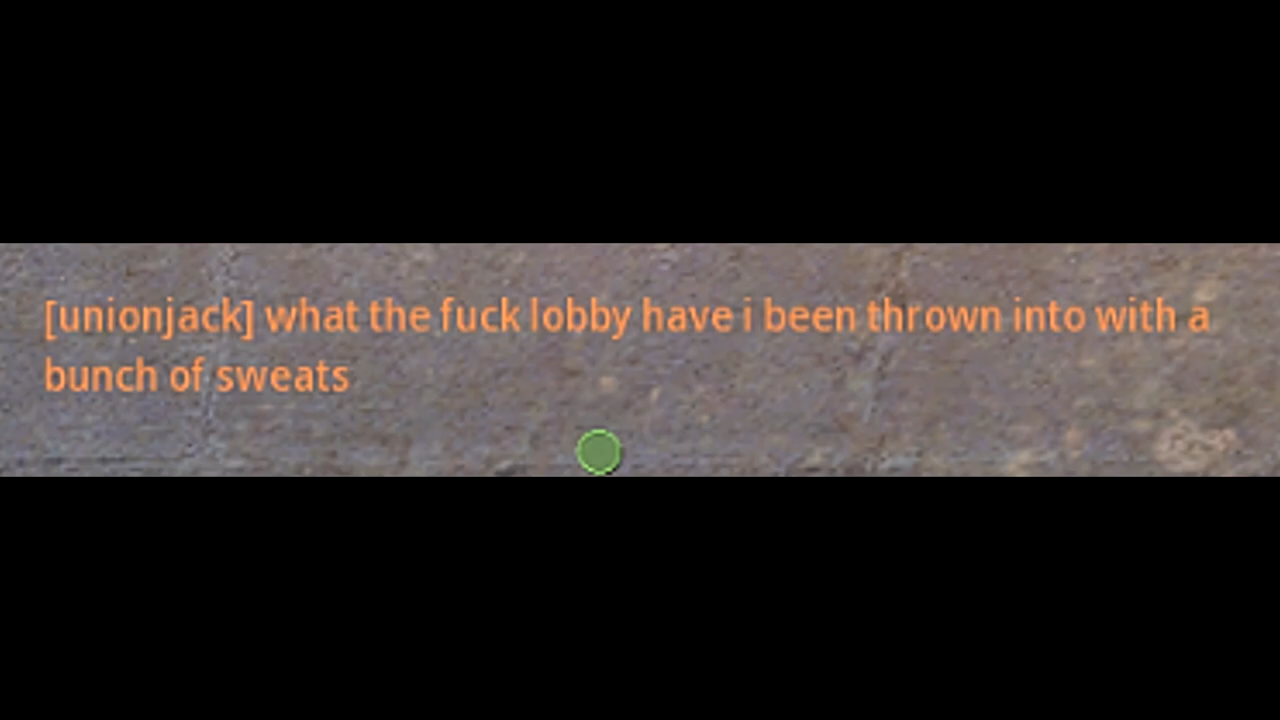 [unionjack] what the fuck lobby have i been thrown into with a
bunch of sweats